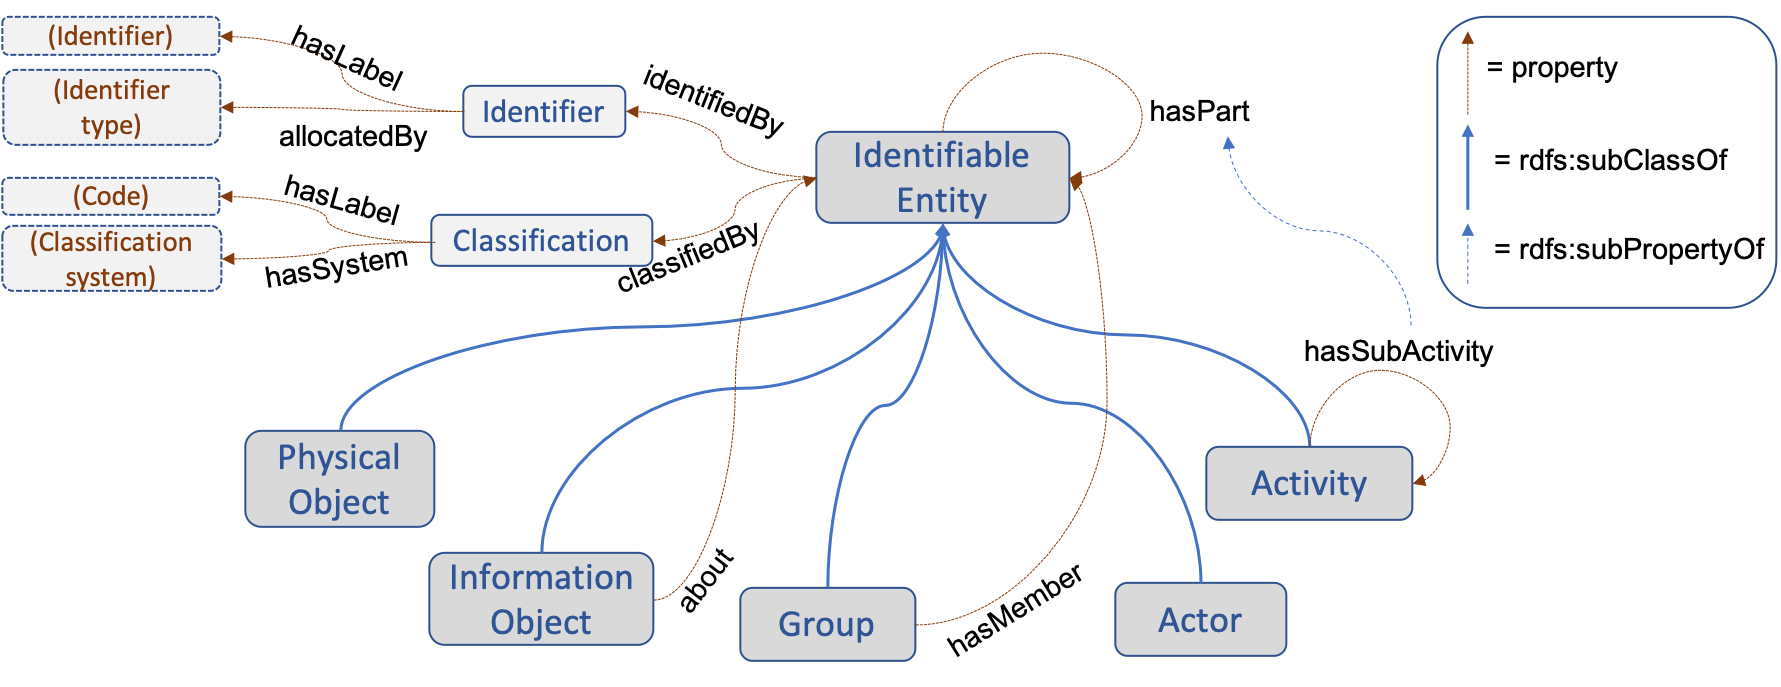 (Identifier)
hasLabel
(Identifier
type)
allocatedBy
Identifier
identifiedBy
(Code)
hasLabel
(Classification
system)
hasSystem
Classification
classifiedBy
Identifiable
Entity
hasPart
= property
= rdfs:subClassOf
= rdfs:subPropertyOf
hasSubActivity
Physical
Object
Information
Object
about
Group
hasMember
Actor
Activity